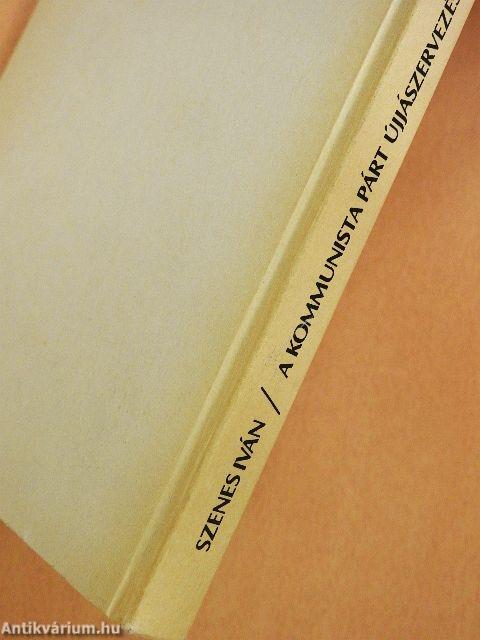 SZENES IVÁN / A KOMMUNISTA PÁRT ÚJJÁSZERVEZÉS
Antikvárium.hu